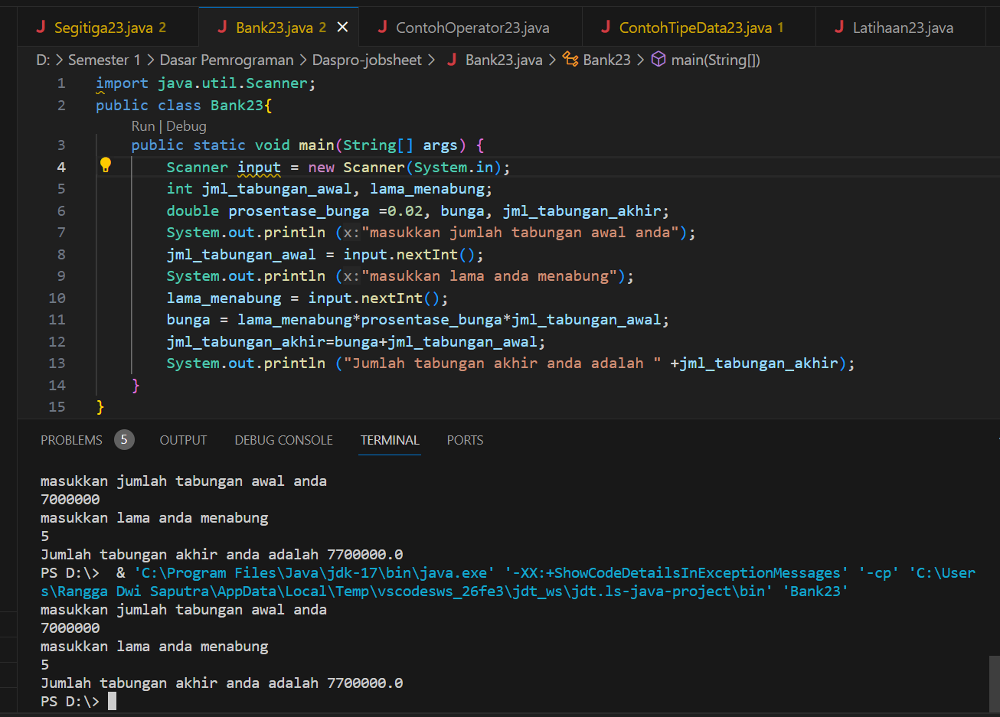 Segitiga23.java 2 Bank23.java 2 ContohOperator23.java ContohTipeData23.java 1 Latihaan23.java
D: > Semester 1 > Dasar Pemrograman > Daspro-jobsheet > Bank23.java > Bank23 > main(String[])
1 import java.util.Scanner;
2 public class Bank23{
Run | Debug
3 public static void main(String[] args) {
4 Scanner input = new Scanner(System.in);
5 int jml_tabungan_awal, lama_menabung;
6 double prosentase_bunga =0.02, bunga, jml_tabungan_akhir;
7 System.out.println (x:"masukkan jumlah tabungan awal anda");
8 jml_tabungan_awal = input.nextInt();
9 System.out.println (x:"masukkan lama anda menabung");
10 lama_menabung = input.nextInt();
11 bunga = lama_menabung*prosentase_bunga*jml_tabungan_awal;
12 jml_tabungan_akhir=bunga+jml_tabungan_awal;
13 System.out.println ("Jumlah tabungan akhir anda adalah " +jml_tabungan_akhir);
14 }
15 }
PROBLEMS 5 OUTPUT DEBUG CONSOLE TERMINAL PORTS
masukkan jumlah tabungan awal anda
7000000
masukkan lama anda menabung
5
Jumlah tabungan akhir anda adalah 7700000.0
PS D:\> & 'C:\Program Files\Java\jdk-17\bin\java.exe' '-XX:+ShowCodeDetailsInExceptionMessages' '-cp' 'C:\User
s\Rangga Dwi Saputra\AppData\Local\Temp\vscodesws_26fe3\jdt_ws\jdt.ls-java-project\bin' 'Bank23'
masukkan jumlah tabungan awal anda
7000000
masukkan lama anda menabung
5
Jumlah tabungan akhir anda adalah 7700000.0
PS D:\>